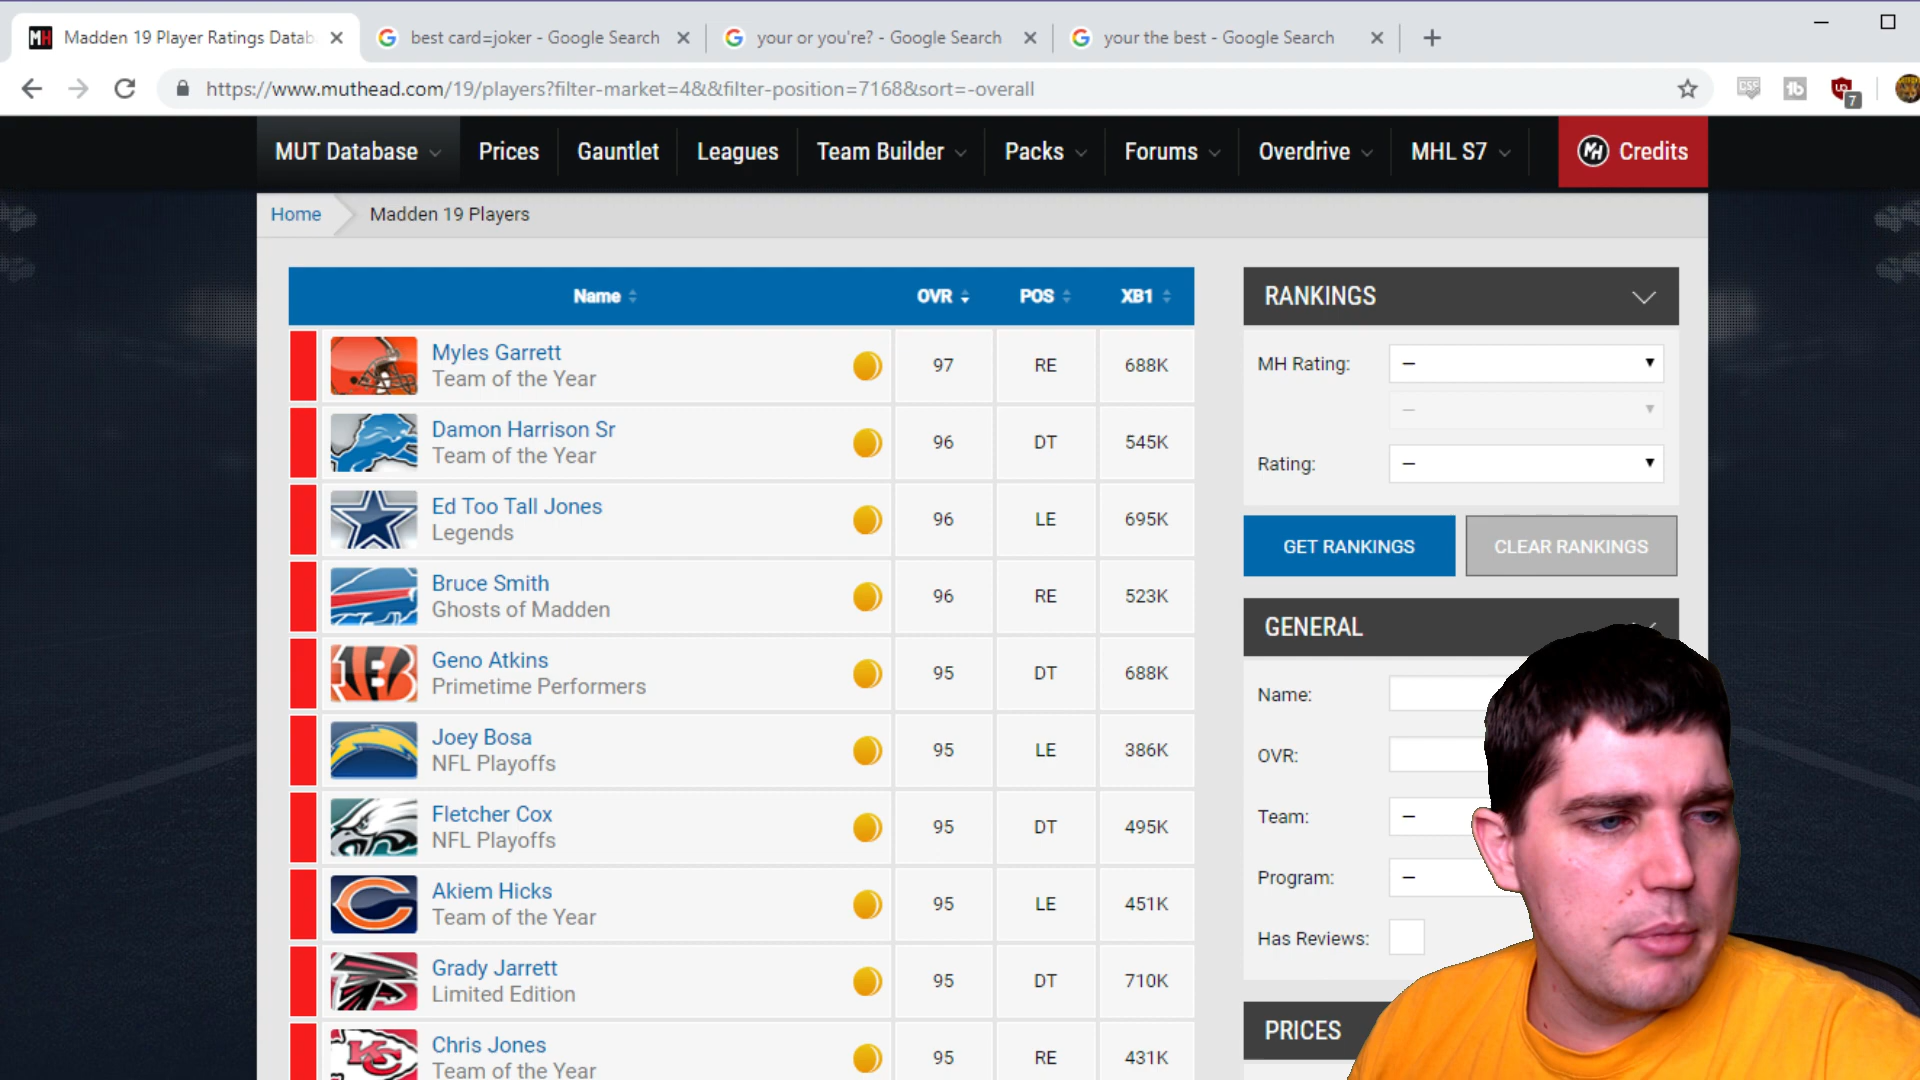 Madden 19 Player Ratings Datab
best card=joker - Google Search
your or you're? - Google Search
your the best - Google Search
https://www.muthead.com/19/players?filter-market=4&&filter-position=7168&sort=-overall
7
MUT Database
Prices
Gauntlet
Leagues
Team Builder
Packs
Forums
Overdrive
MHL S7
MH Credits
Home
Madden 19 Players
Name OVR POS XB1
Myles Garrett
Team of the Year
97 RE 688K
Damon Harrison Sr
Team of the Year
96 DT 545K
Ed Too Tall Jones
Legends
96 LE 695K
Bruce Smith
Ghosts of Madden
96 RE 523K
Geno Atkins
Primetime Performers
95 DT 688K
Joey Bosa
NFL Playoffs
95 LE 386K
Fletcher Cox
NFL Playoffs
95 DT 495K
Akiem Hicks
Team of the Year
95 LE 451K
Grady Jarrett
Limited Edition
95 DT 710K
Chris Jones
Team of the Year
95 RE 431K
RANKINGS
MH Rating: –
–
Rating: –
GET RANKINGS
CLEAR RANKINGS
GENERAL
Name:
OVR:
Team: –
Program: –
Has Reviews:
PRICES